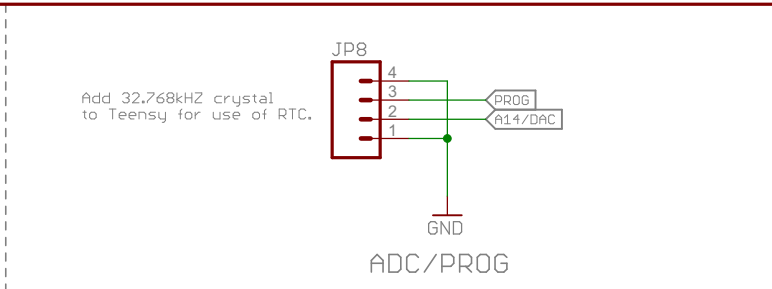 JP8
Add 32.768kHZ crystal
to Teensy for use of RTC.
4
3
PROG
2
A14/DAC
1
GND
ADC/PROG